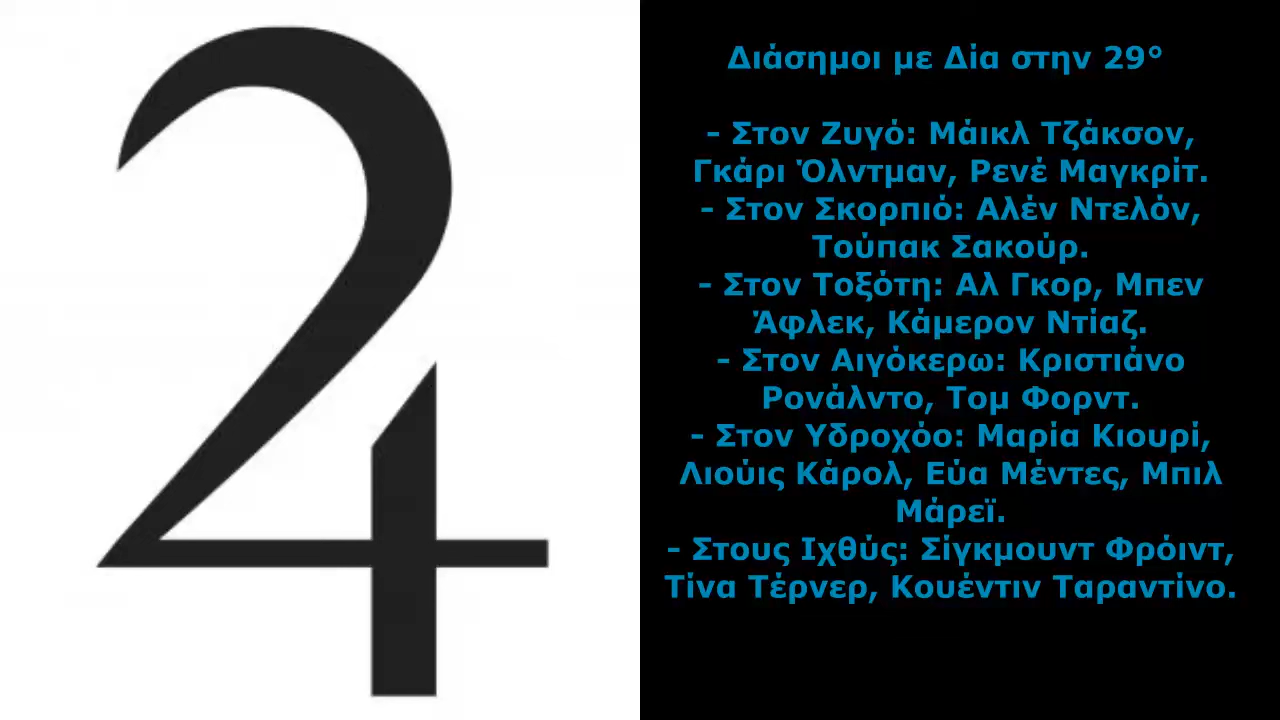 Διάσημοι με Δία στην 29°
- Στον Ζυγό: Μάικλ Τζάκσον,
Γκάρι Όλντμαν, Ρενέ Μαγκρίτ.
- Στον Σκορπιό: Αλέν Ντελόν,
Τούπακ Σακούρ.
- Στον Τοξότη: Αλ Γκορ, Μπεν
Άφλεκ, Κάμερον Ντίαζ.
- Στον Αιγόκερω: Κριστιάνο
Ρονάλντο, Τομ Φορντ.
- Στον Υδροχόο: Μαρία Κιουρί,
Λιούις Κάρολ, Εύα Μέντες, Μπιλ
Μάρεϊ.
- Στους Ιχθύς: Σίγκμουντ Φρόιντ,
Τίνα Τέρνερ, Κουέντιν Ταραντίνο.